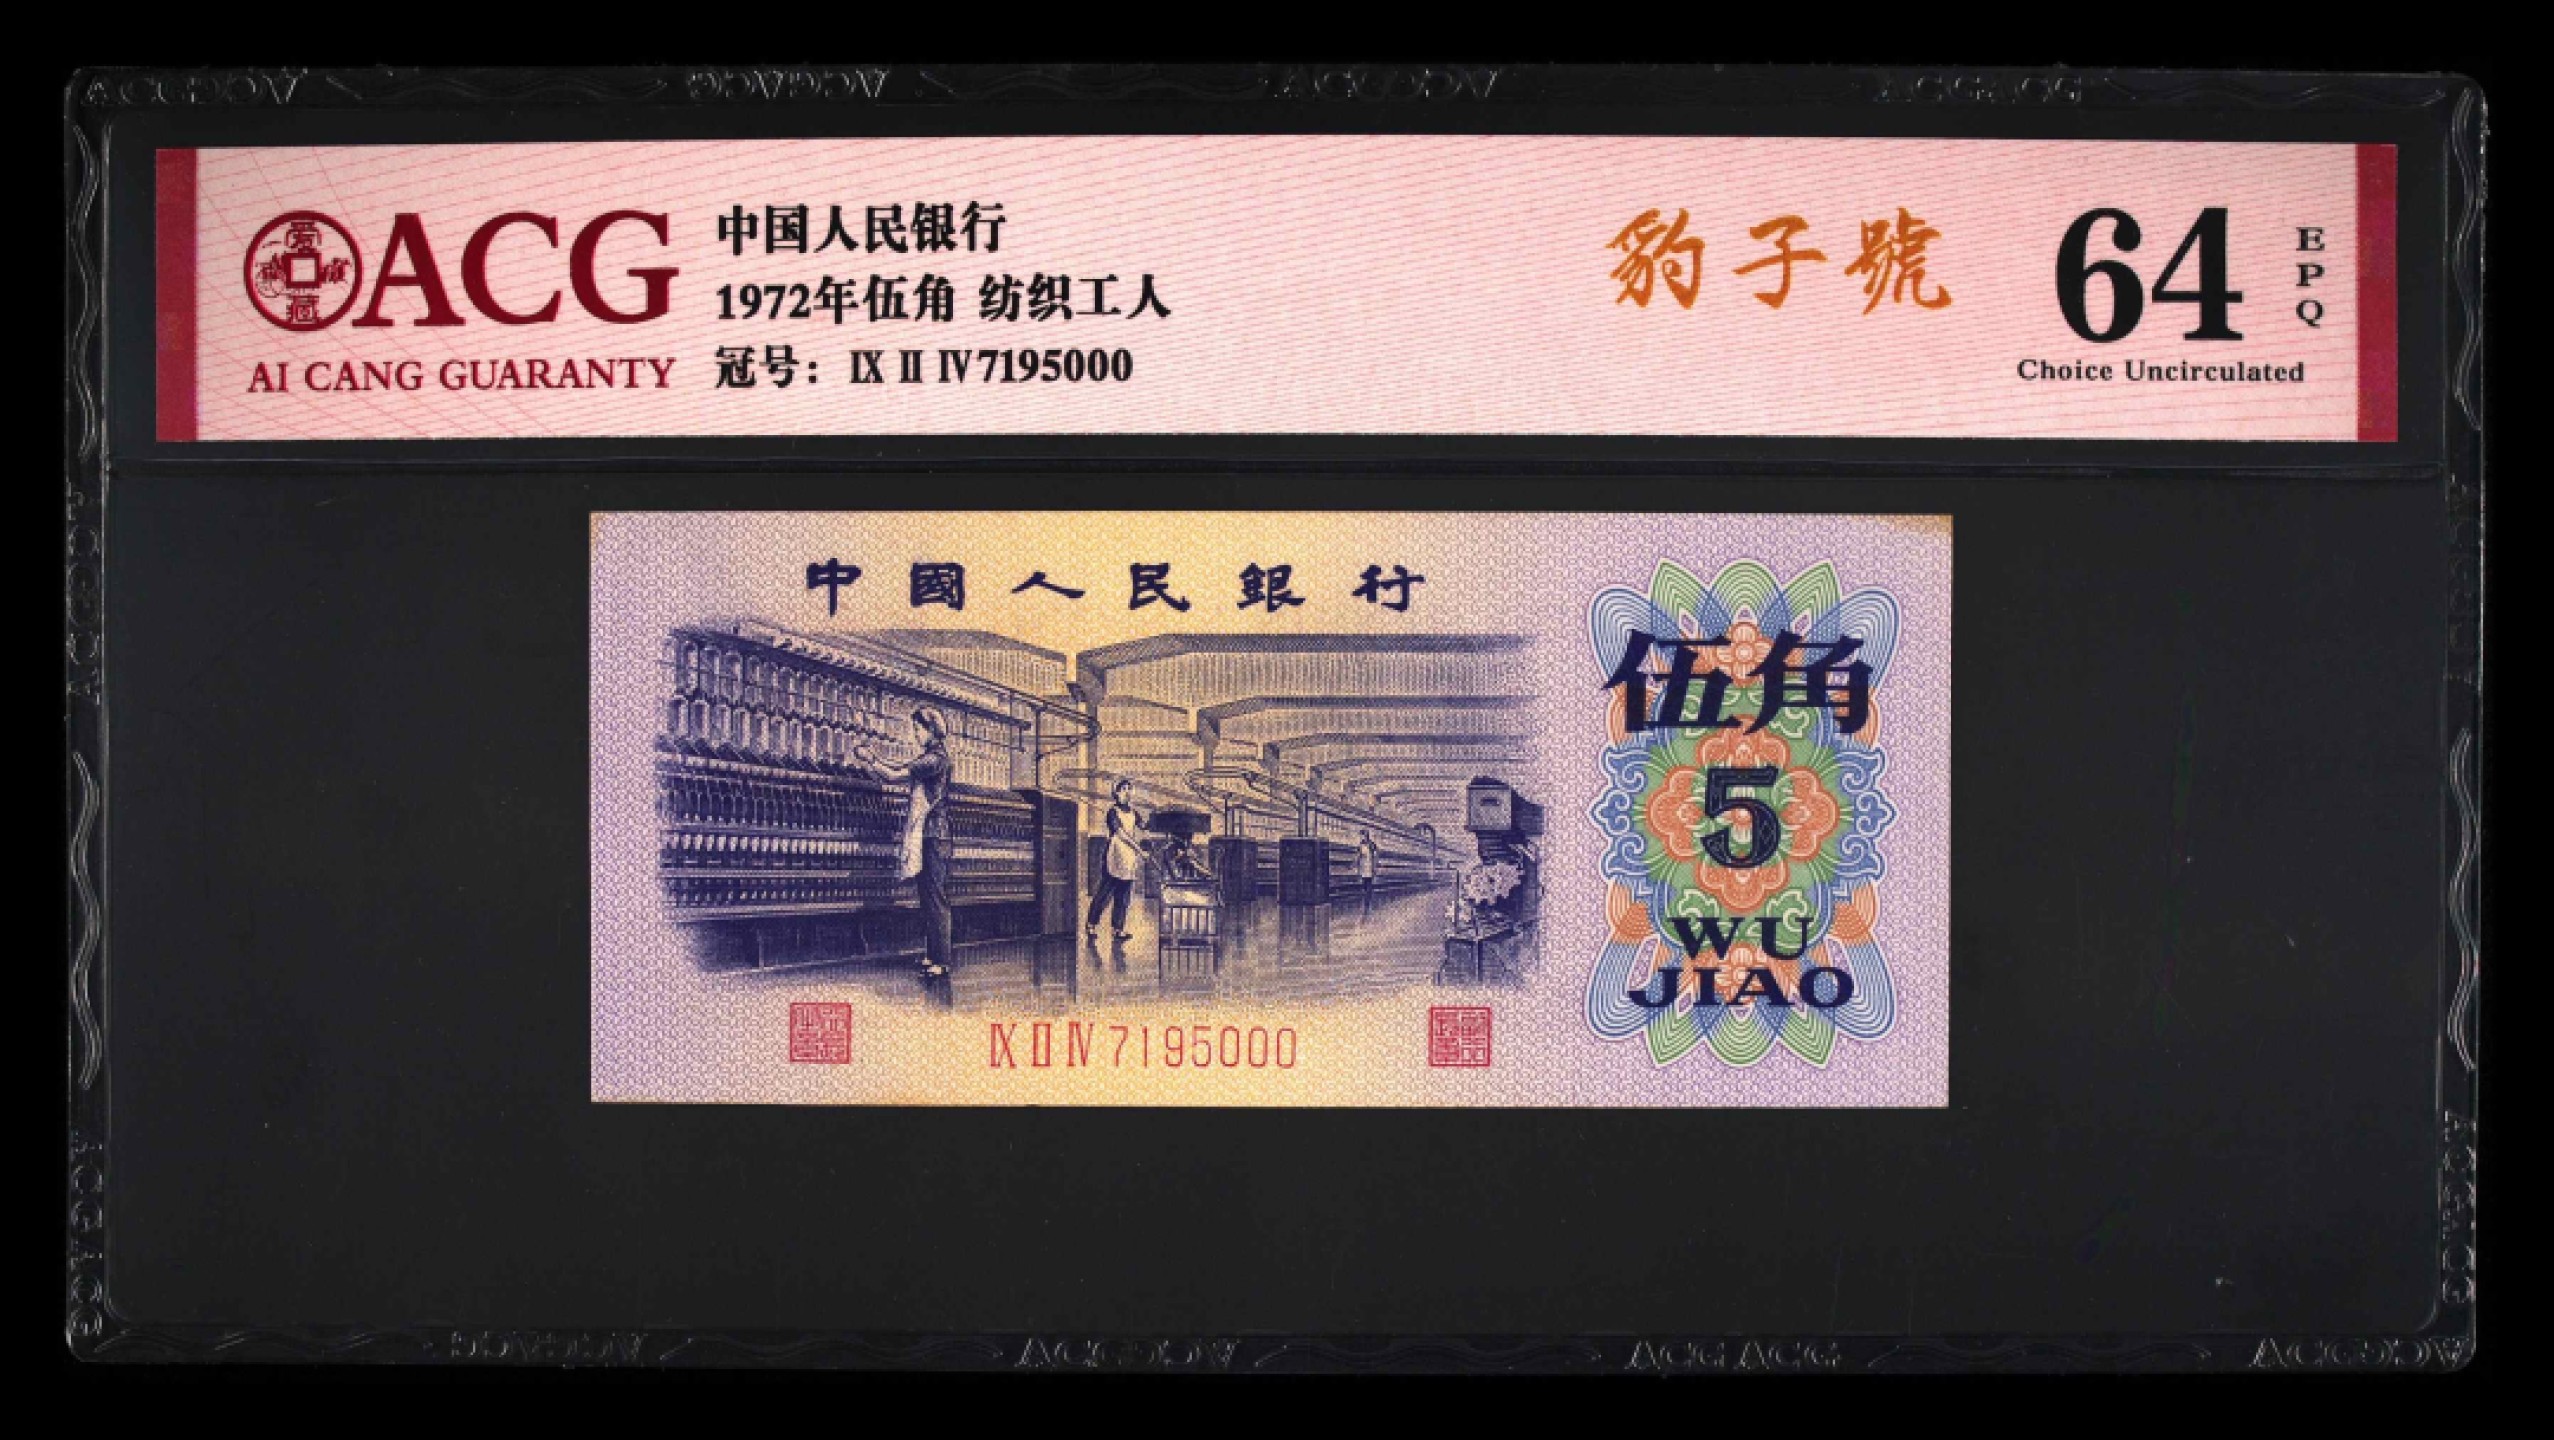 ACG
AI CANG GUARANTY
中国人民银行
1972年伍角 纺织工人
冠号：Ⅸ Ⅱ Ⅳ7195000
豹子號
64
EPQ
Choice Uncirculated
中國人民銀行
伍角
5
WU
JIAO
Ⅸ Ⅱ Ⅳ 7195000